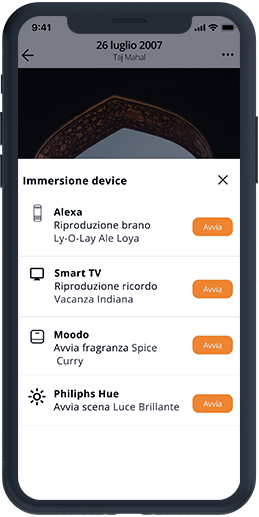 9:41
26 luglio 2007
Taj Mahal
Immersione device
Alexa
Riproduzione brano
Ly-O-Lay Ale Loya
Avvia
Smart TV
Riproduzione ricordo
Vacanza Indiana
Avvia
Moodo
Avvia fragranza Spice
Curry
Avvia
Philiphs Hue
Avvia scena Luce Brillante
Avvia